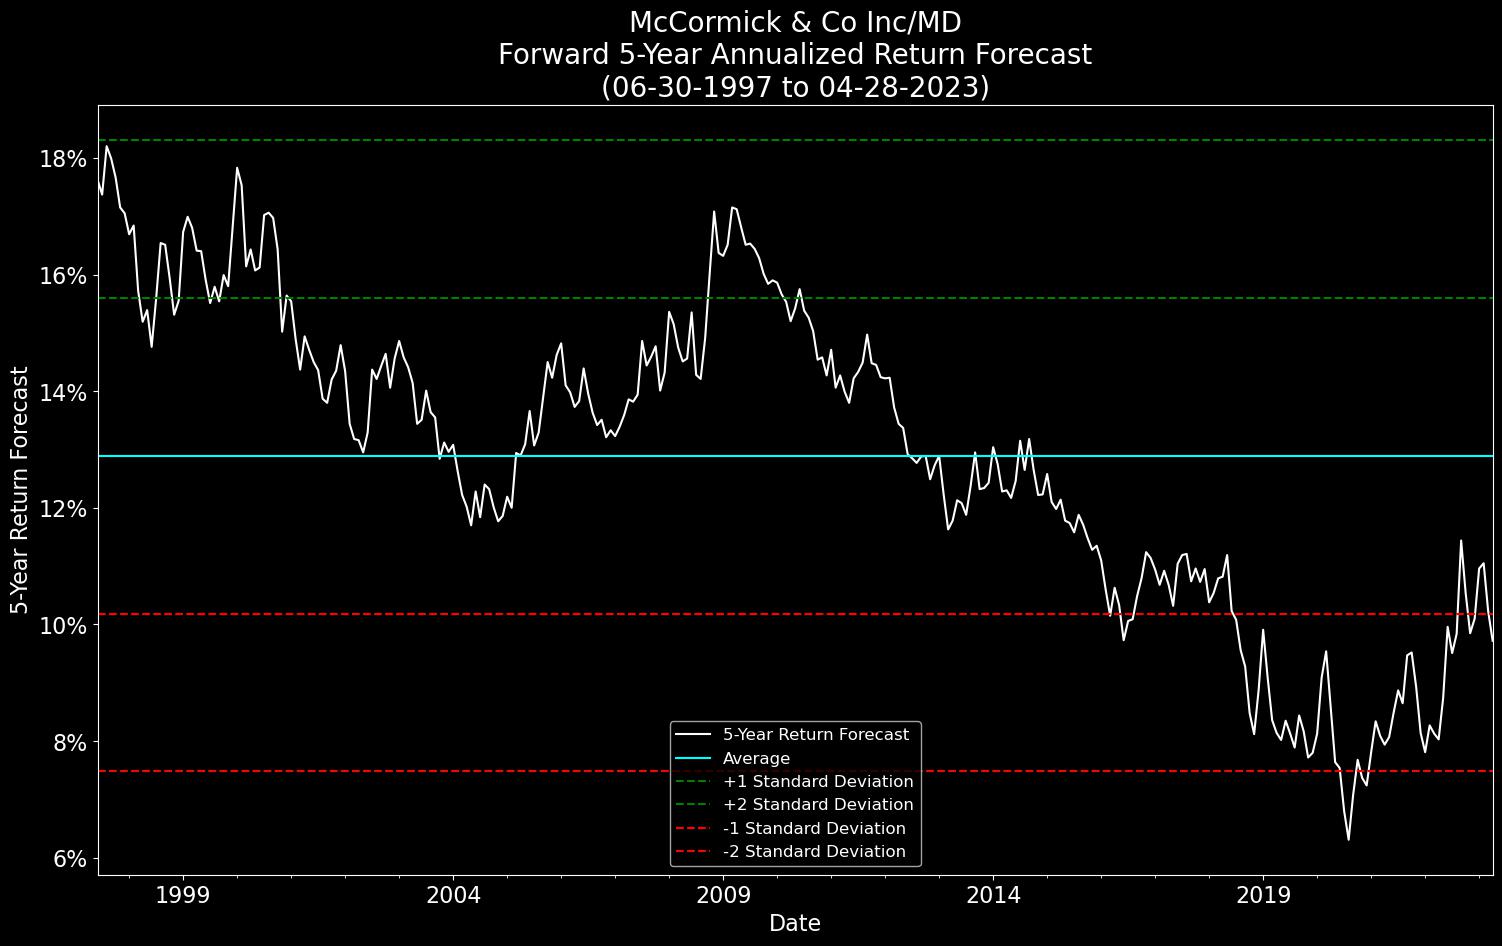 McCormick & Co Inc/MD
Forward 5-Year Annualized Return Forecast
(06-30-1997 to 04-28-2023)
5-Year Return Forecast
18%
16%
14%
12%
10%
8%
6%
5-Year Return Forecast
Average
+1 Standard Deviation
+2 Standard Deviation
-1 Standard Deviation
-2 Standard Deviation
1999
2004
2009
2014
2019
Date